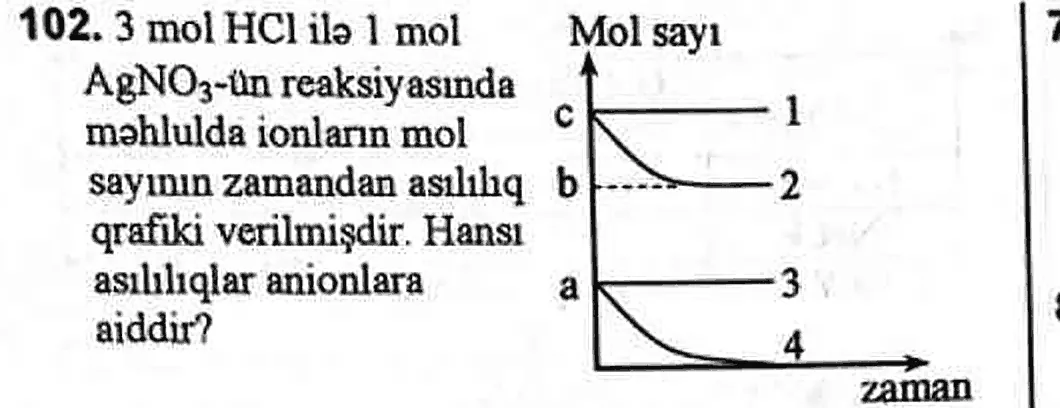 102. 3 mol HCl ilə 1 mol
AgNO₃-ün reaksiyasında
məhlulda ionların mol
sayının zamandan asılılıq
qrafiki verilmişdir. Hansı
asılılıqlar anionlara
aiddir?
Mol sayı
c
1
b
2
a
3
4
zaman